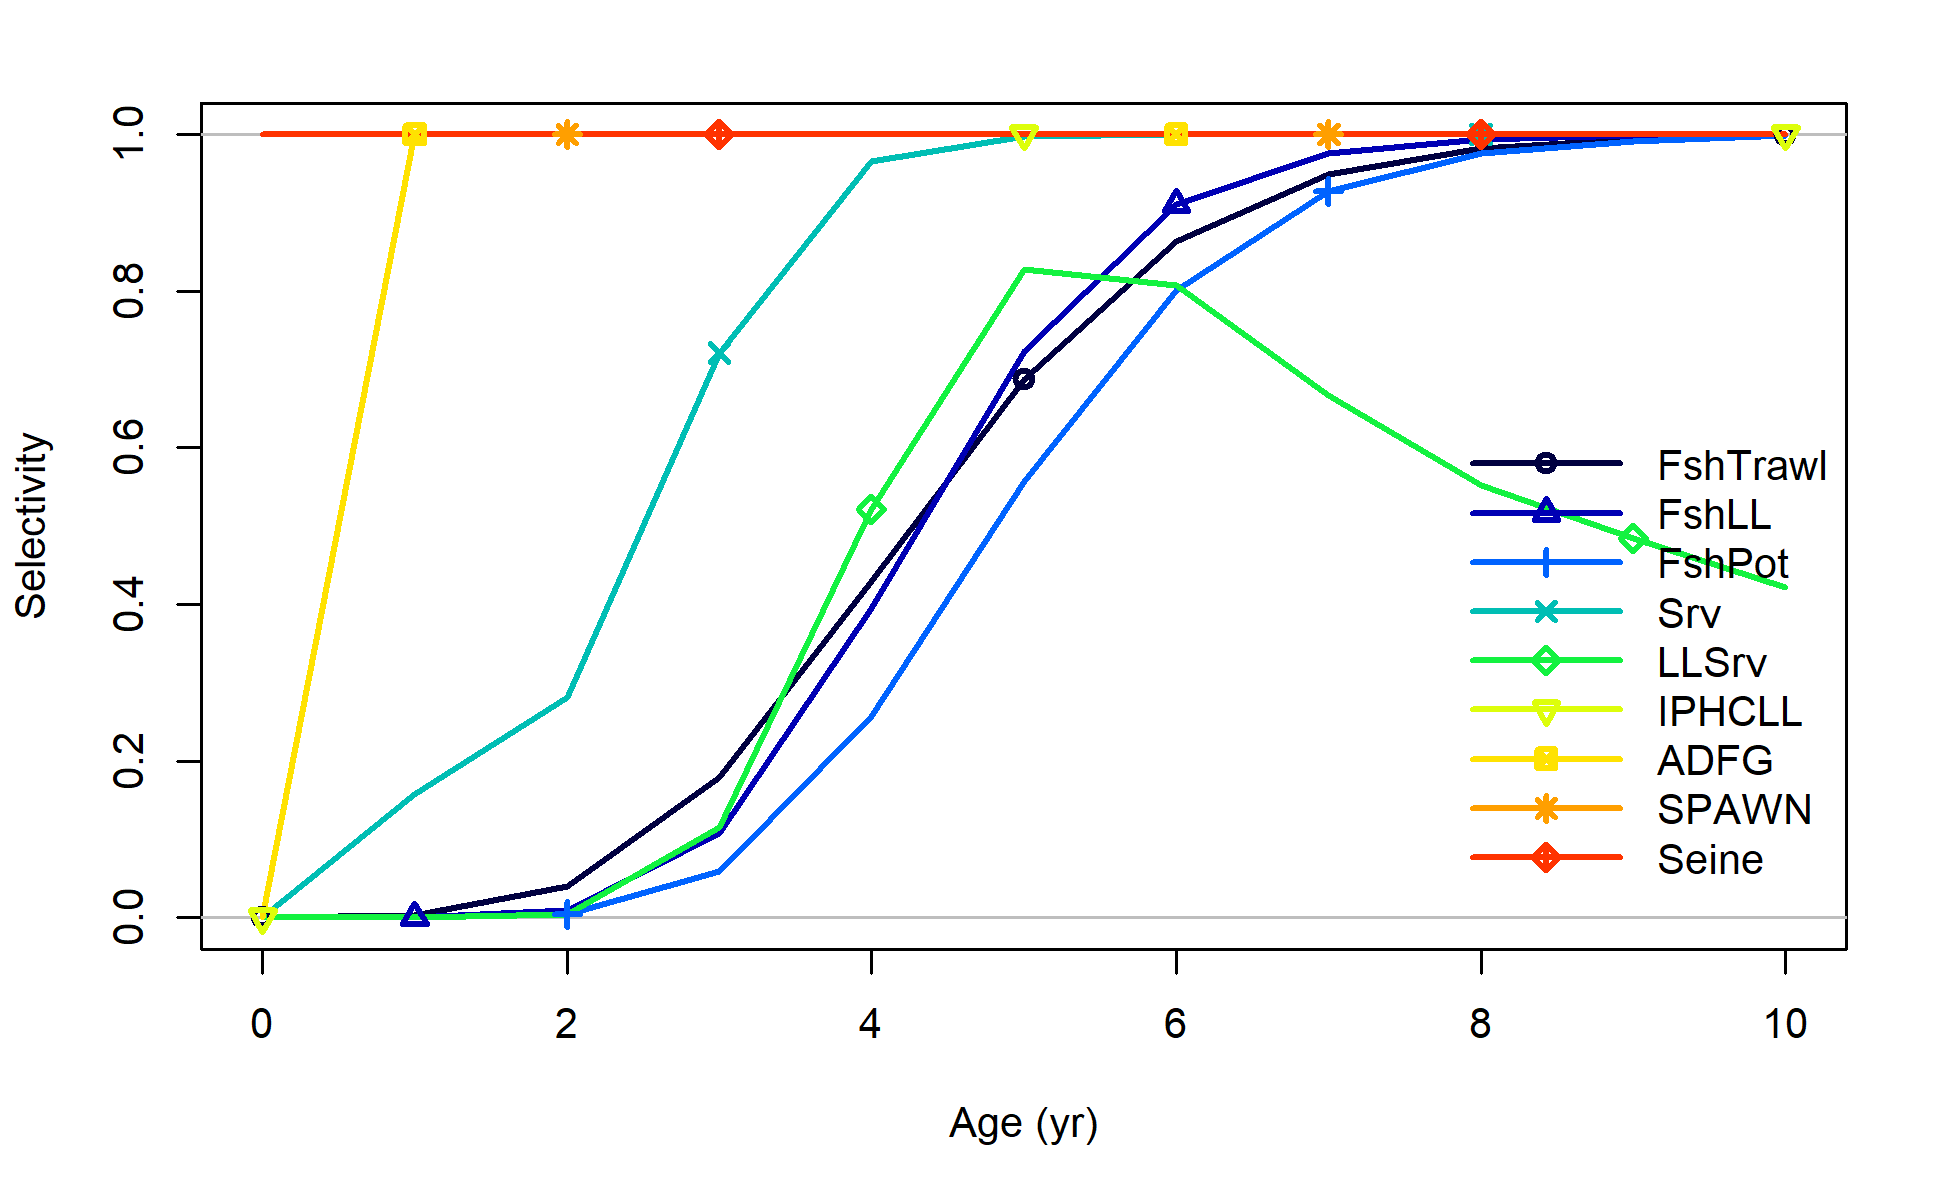 Selectivity
1.0
0.8
0.6
0.4
0.2
0.0
FshTrawl
FshLL
FshPot
Srv
LLSrv
IPHCLL
ADFG
SPAWN
Seine
0 2 4 6 8 10
Age (yr)